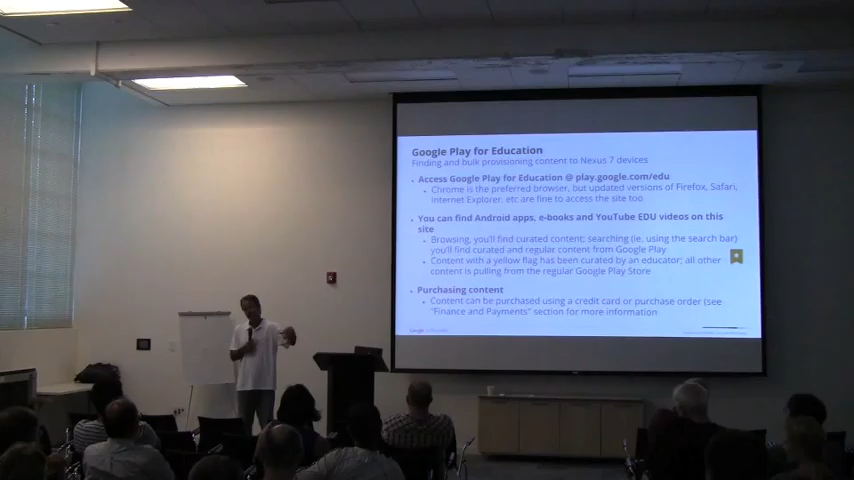 Google Play for Education
Finding and bulk provisioning content to Nexus 7 devices
Access Google Play for Education @ play.google.com/edu
Chrome is the preferred browser, but updated versions of Firefox, Safari,
Internet Explorer, etc are fine to access the site too
You can find Android apps, e-books and YouTube EDU videos on this
site
Browsing, you'll find curated content; searching (ie, using the search bar)
you'll find curated and regular content from Google Play
Content with a yellow flag has been curated by an educator; all other
content is pulling from the regular Google Play Store
Purchasing content
Content can be purchased using a credit card or purchase order (see
"Finance and Payments" section for more information
Google